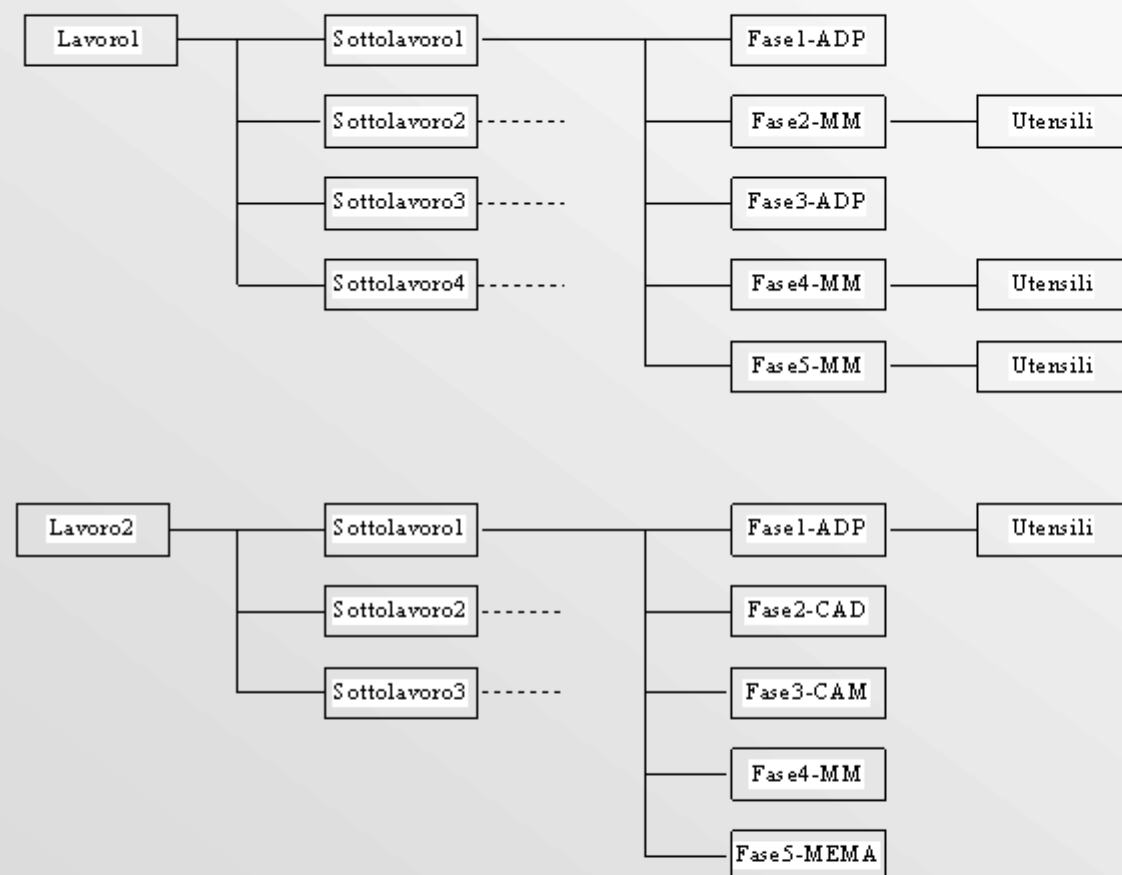 Lavoro1
Sottolavoro1
Fase1-ADP
Sottolavoro2
Fase2-MM
Utensili
Sottolavoro3
Fase3-ADP
Sottolavoro4
Fase4-MM
Utensili
Fase5-MM
Utensili
Lavoro2
Sottolavoro1
Fase1-ADP
Utensili
Sottolavoro2
Fase2-CAD
Sottolavoro3
Fase3-CAM
Fase4-MM
Fase5-MEMA